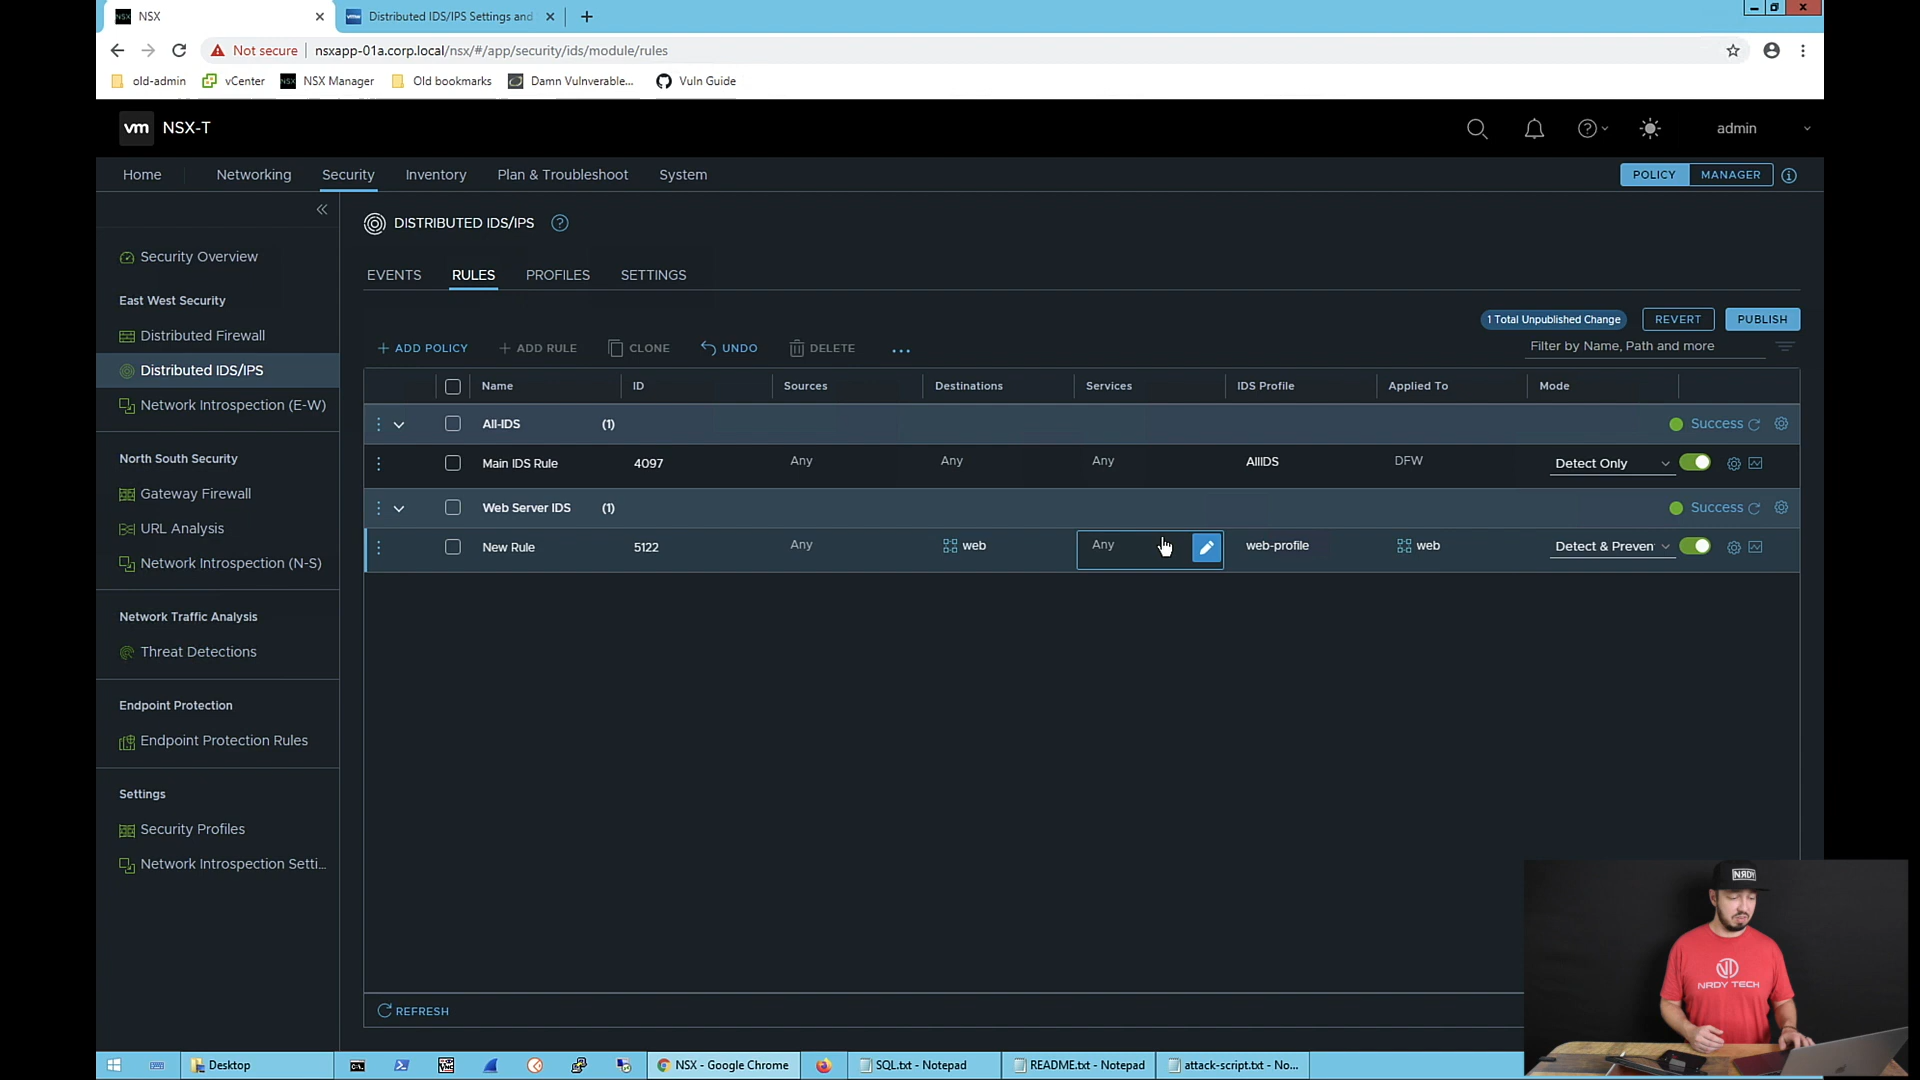 NSX
Distributed IDS/IPS Settings and
Not secure
nsxapp-01a.corp.local/nsx/#/app/security/ids/module/rules
old-admin
vCenter
NSX Manager
Old bookmarks
Damn Vulnverable...
Vuln Guide
vm NSX-T
admin
Home
Networking
Security
Inventory
Plan & Troubleshoot
System
POLICY
MANAGER
DISTRIBUTED IDS/IPS
Security Overview
East West Security
Distributed Firewall
Distributed IDS/IPS
Network Introspection (E-W)
North South Security
Gateway Firewall
URL Analysis
Network Introspection (N-S)
Network Traffic Analysis
Threat Detections
Endpoint Protection
Endpoint Protection Rules
Settings
Security Profiles
Network Introspection Setti...
EVENTS
RULES
PROFILES
SETTINGS
1 Total Unpublished Change
REVERT
PUBLISH
ADD POLICY
ADD RULE
CLONE
UNDO
DELETE
Filter by Name, Path and more
Name ID Sources Destinations Services IDS Profile Applied To Mode
All-IDS (1) Success
Main IDS Rule 4097 Any Any Any AllIDS DFW Detect Only
Web Server IDS (1) Success
New Rule 5122 Any web Any web-profile web Detect & Preven
REFRESH
NRDY
NRDY TECH
Desktop
NSX - Google Chrome
SQL.txt - Notepad
README.txt - Notepad
attack-script.txt - No...